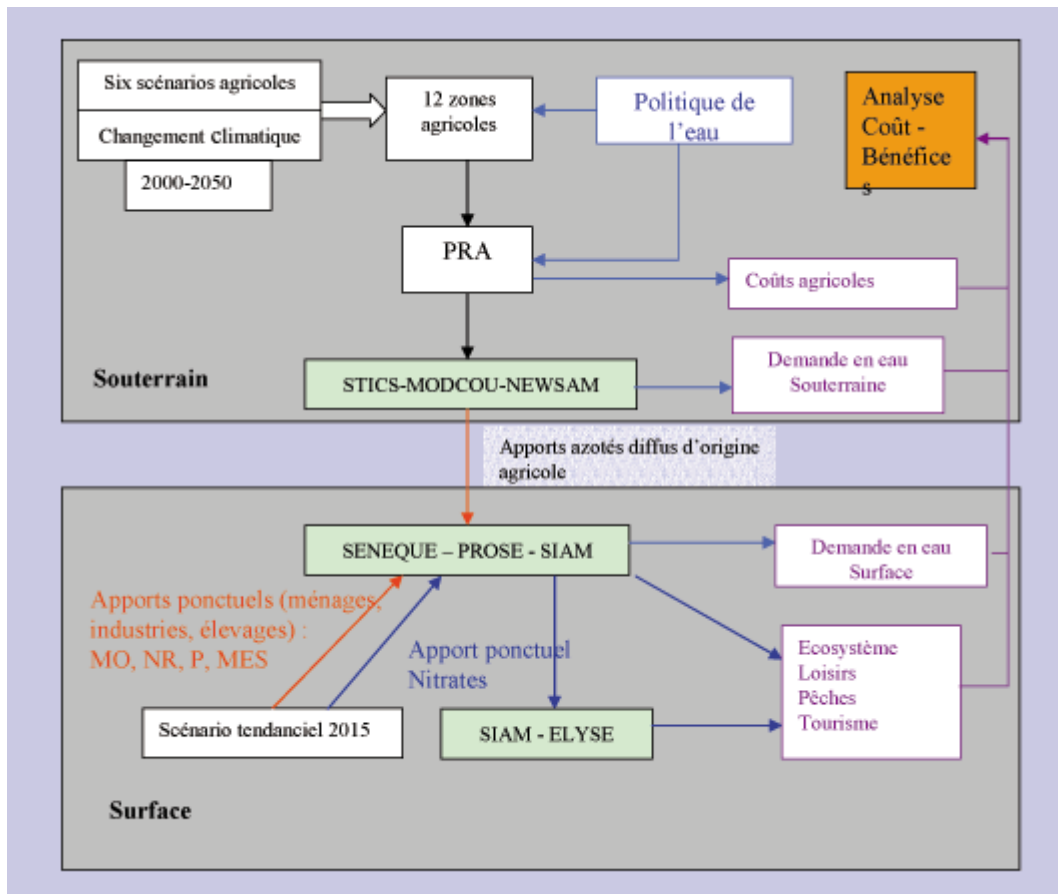 Six scénarios agricoles
Changement climatique
2000-2050
12 zones
agricoles
Politique de
l'eau
Analyse
Coût -
Bénéfice
s
PRA
Coûts agricoles
Souterrain
STICS-MODCOU-NEWSAM
Demande en eau
Souterraine
Apports azotés diffus d'origine
agricole
SENEQUE – PROSE - SIAM
Demande en eau
Surface
Apports ponctuels (ménages,
industries, élevages) :
MO, NR, P, MES
Apport ponctuel
Nitrates
Ecosystème
Loisirs
Pêches
Tourisme
Scénario tendanciel 2015
SIAM - ELYSE
Surface